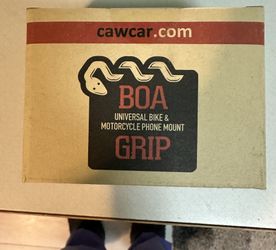 cawcar.com
BOA
UNIVERSAL BIKE &
MOTORCYCLE PHONE MOUNT
GRIP